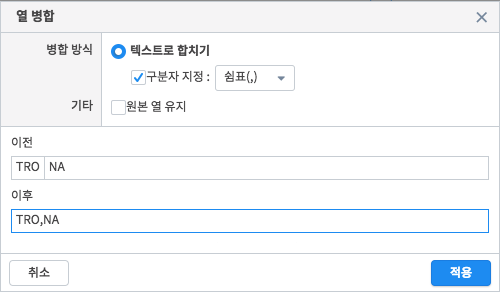 열 병합
병합 방식
텍스트로 합치기
구분자 지정 : 쉼표(,)
기타
원본 열 유지
이전
TRO NA
이후
TRO,NA
취소 적용